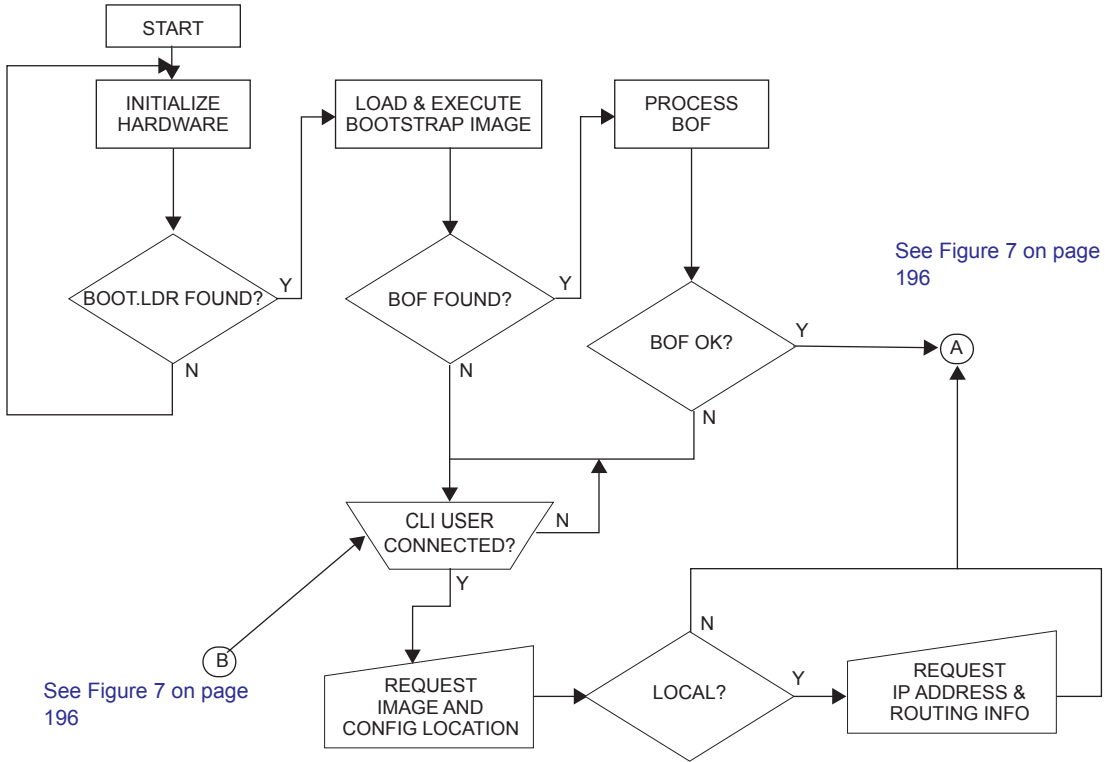 START
INITIALIZE
HARDWARE
LOAD & EXECUTE
BOOTSTRAP IMAGE
PROCESS
BOF
BOOT.LDR FOUND?
Y
N
BOF FOUND?
Y
N
BOF OK?
Y
N
See Figure 7 on page
196
A
CLI USER
CONNECTED?
N
Y
B
See Figure 7 on page
196
REQUEST
IMAGE AND
CONFIG LOCATION
LOCAL?
N
Y
REQUEST
IP ADDRESS &
ROUTING INFO